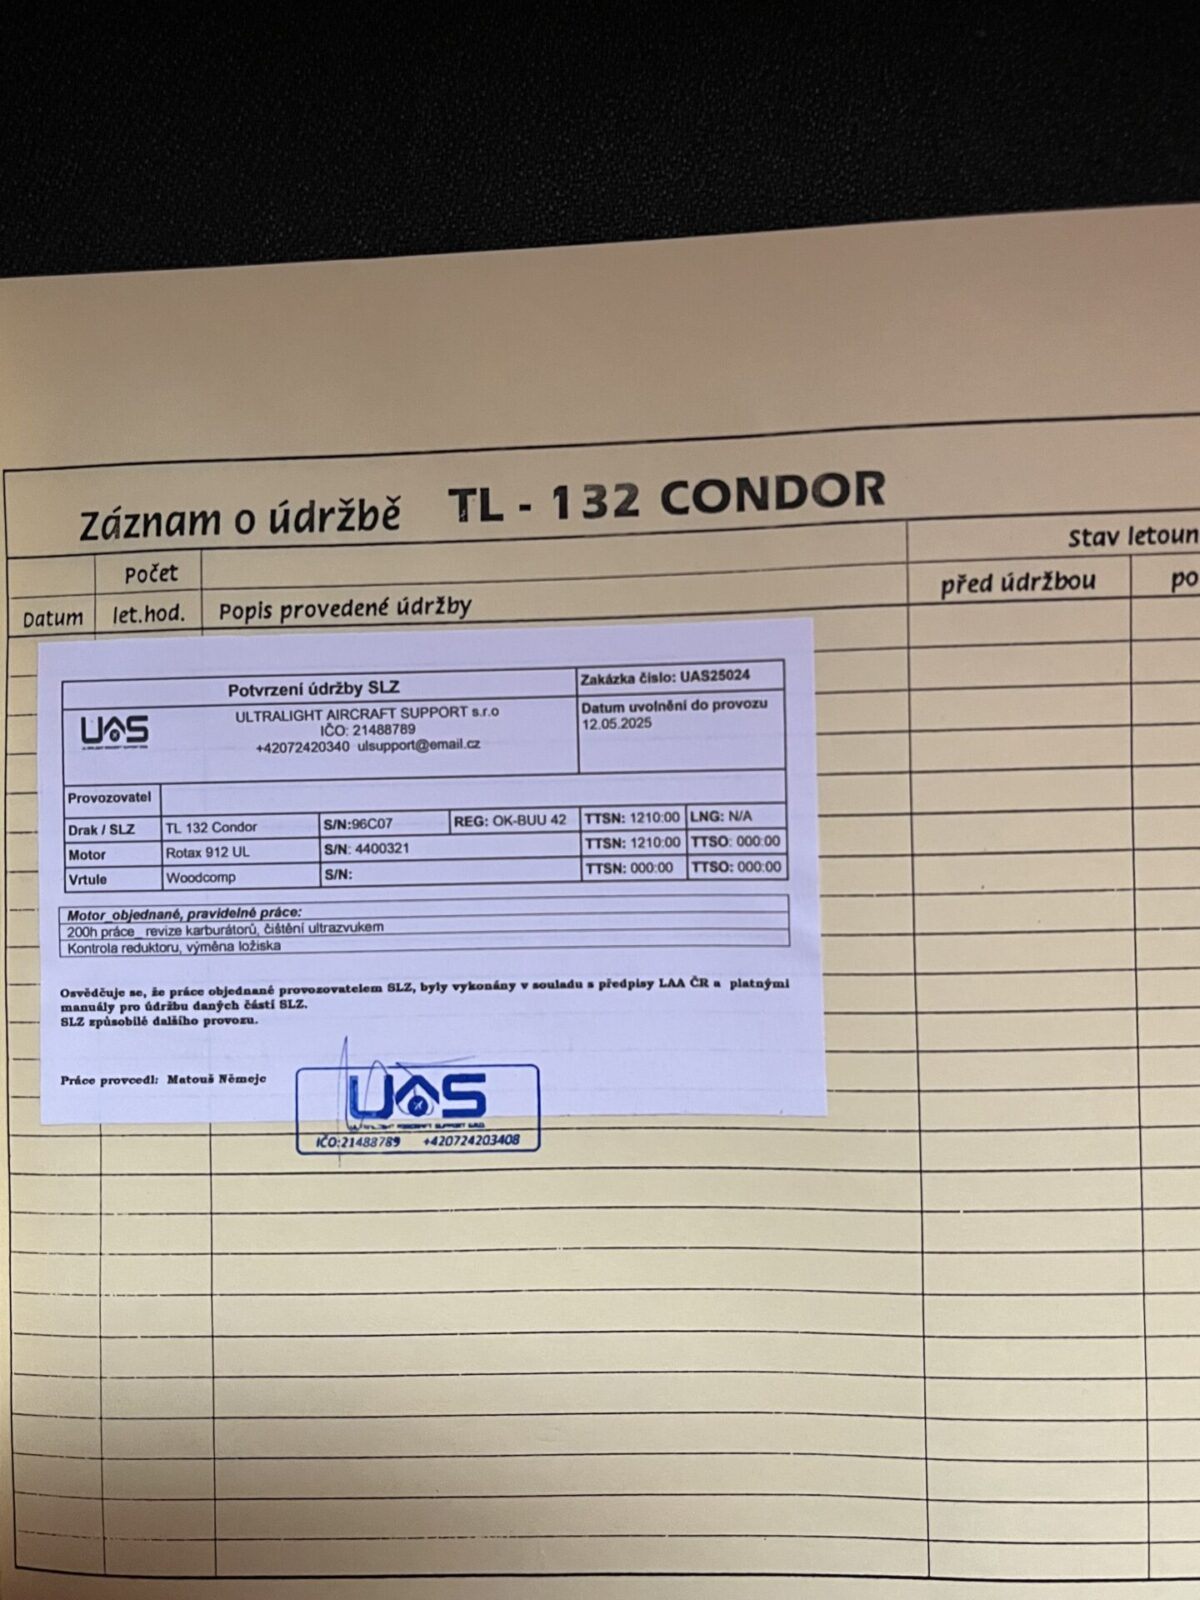 Záznam o údržbě TL - 132 CONDOR
Stav letoun
Počet
před údržbou po
Datum let.hod. Popis provedené údržby
Potvrzení údržby SLZ
Zakázka číslo: UAS25024
UAS
ULTRALIGHT AIRCRAFT SUPPORT s.r.o
IČO: 21488789
+42072420340 ulsupport@email.cz
Datum uvolnění do provozu
12.05.2025
Provozovatel
Drak / SLZ TL 132 Condor S/N:96C07 REG: OK-BUU 42 TTSN: 1210:00 LNG: N/A
Motor Rotax 912 UL S/N: 4400321 TTSN: 1210:00 TTSO: 000:00
Vrtule Woodcomp S/N: TTSN: 000:00 TTSO: 000:00
Motor_objednané, pravidelné práce:
200h práce_ revize karburátorů, čištění ultrazvukem
Kontrola reduktoru, výměna ložiska
Osvědčuje se, že práce objednané provozovatelem SLZ, byly vykonány v souladu s předpisy LAA ČR a platnými
manuály pro údržbu daných částí SLZ.
SLZ způsobilé dalšího provozu.
Práce provedl: Matouš Němejc
UAS
IČO:21488789 +420724203408